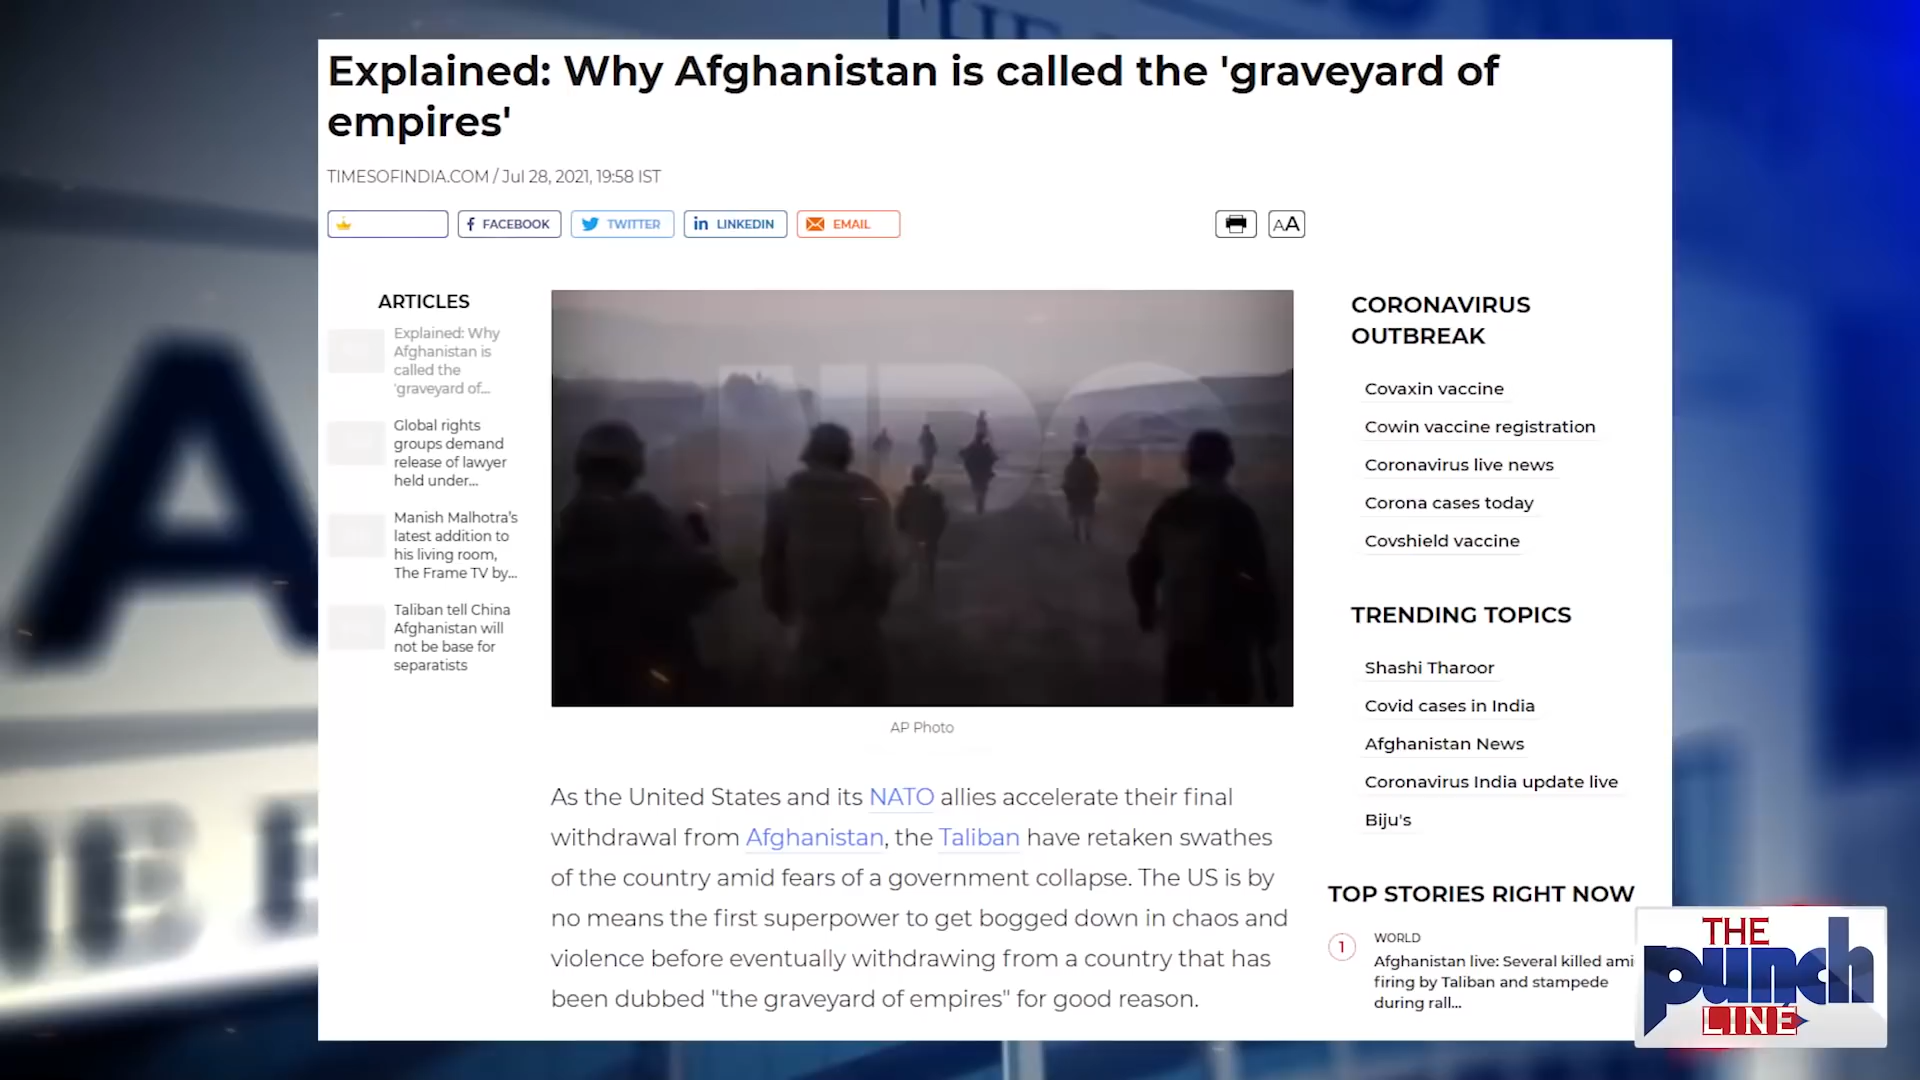 Explained: Why Afghanistan is called the 'graveyard of
empires'
TIMESOFINDIA.COM / Jul 28, 2021, 19:58 IST
FACEBOOK
TWITTER
in LINKEDIN
EMAIL
AA
ARTICLES
Explained: Why
Afghanistan is
called the
'graveyard of...
Global rights
groups demand
release of lawyer
held under...
Manish Malhotra's
latest addition to
his living room,
The Frame TV by...
Taliban tell China
Afghanistan will
not be base for
separatists
AP Photo
As the United States and its NATO allies accelerate their final
withdrawal from Afghanistan, the Taliban have retaken swathes
of the country amid fears of a government collapse. The US is by
no means the first superpower to get bogged down in chaos and
violence before eventually withdrawing from a country that has
been dubbed "the graveyard of empires" for good reason.
CORONAVIRUS
OUTBREAK
Covaxin vaccine
Cowin vaccine registration
Coronavirus live news
Corona cases today
Covshield vaccine
TRENDING TOPICS
Shashi Tharoor
Covid cases in India
Afghanistan News
Coronavirus India update live
Biju's
TOP STORIES RIGHT NOW
1
WORLD
Afghanistan live: Several killed ami
firing by Taliban and stampede
during rall...
THE
punch
LINE